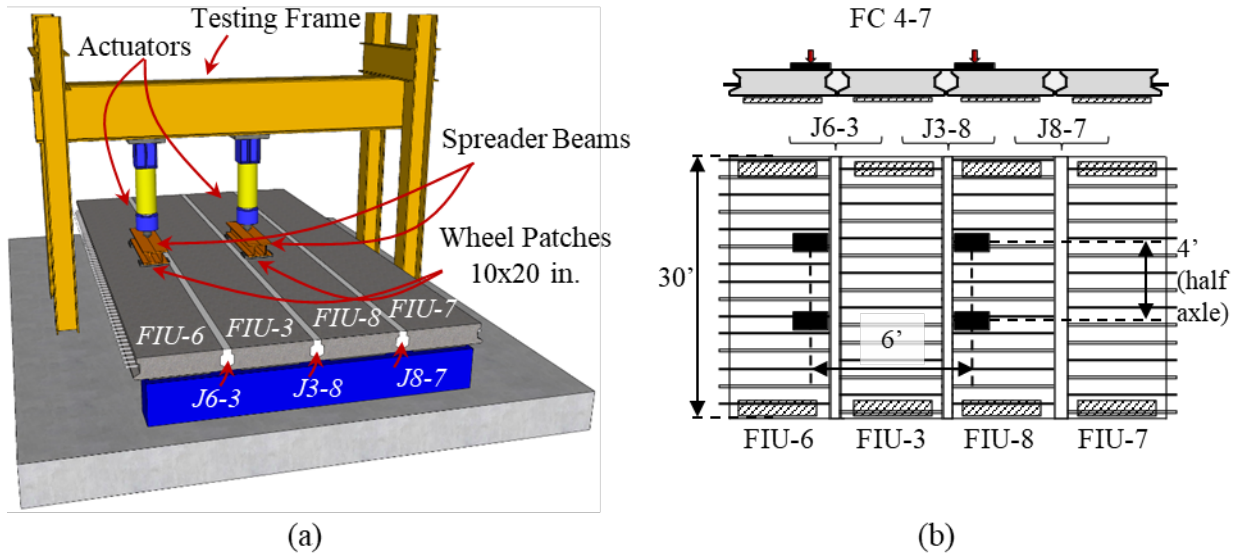 Testing Frame
Actuators
Spreader Beams
Wheel Patches
10x20 in.
FIU-6
FIU-3
FIU-8
FIU-7
J6-3
J3-8
J8-7
(a)
FC 4-7
J6-3
J3-8
J8-7
30’
4’
(half
axle)
6’
FIU-6
FIU-3
FIU-8
FIU-7
(b)